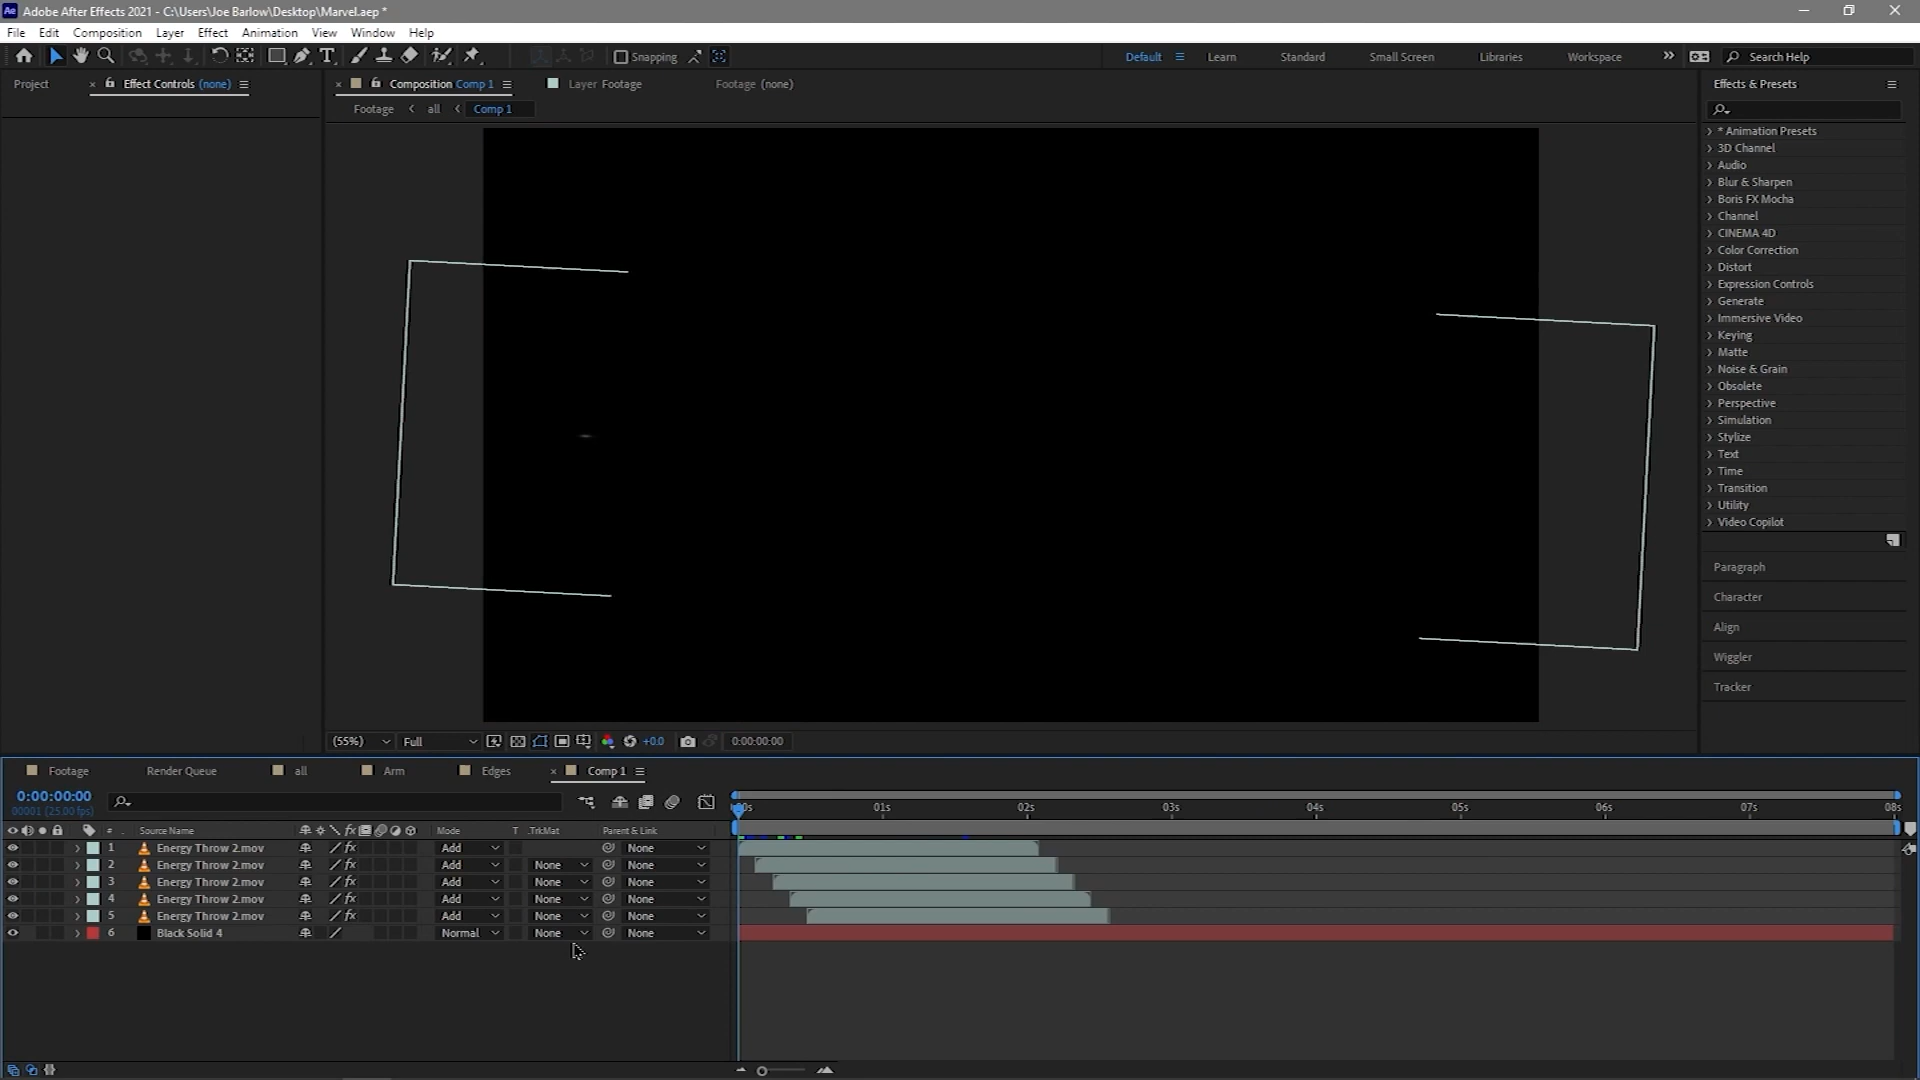 Ae Adobe After Effects 2021 - C:\Users\Joe Barlow\Desktop\Marvel.aep *
File Edit Composition Layer Effect Animation View Window Help
Snapping Default Learn Standard Small Screen Libraries Workspace Search Help
Project Effect Controls (none) Composition Comp 1 Layer Footage Footage (none) Effects & Presets
Footage all Comp 1
* Animation Presets
3D Channel
Audio
Blur & Sharpen
Boris FX Mocha
Channel
CINEMA 4D
Color Correction
Distort
Expression Controls
Generate
Immersive Video
Keying
Matte
Noise & Grain
Obsolete
Perspective
Simulation
Stylize
Text
Time
Transition
Utility
Video Copilot
Paragraph
Character
Align
Wiggler
Tracker
(55%) Full +0.0 0:00:00:00
Footage Render Queue all Arm Edges Comp 1
0:00:00:00
00001 (25.00 fps)
01s 02s 03s 04s 05s 06s 07s 08s
# Source Name Mode T .TrkMat Parent & Link
1 Energy Throw 2.mov Add None
2 Energy Throw 2.mov Add None None
3 Energy Throw 2.mov Add None None
4 Energy Throw 2.mov Add None None
5 Energy Throw 2.mov Add None None
6 Black Solid 4 Normal None None